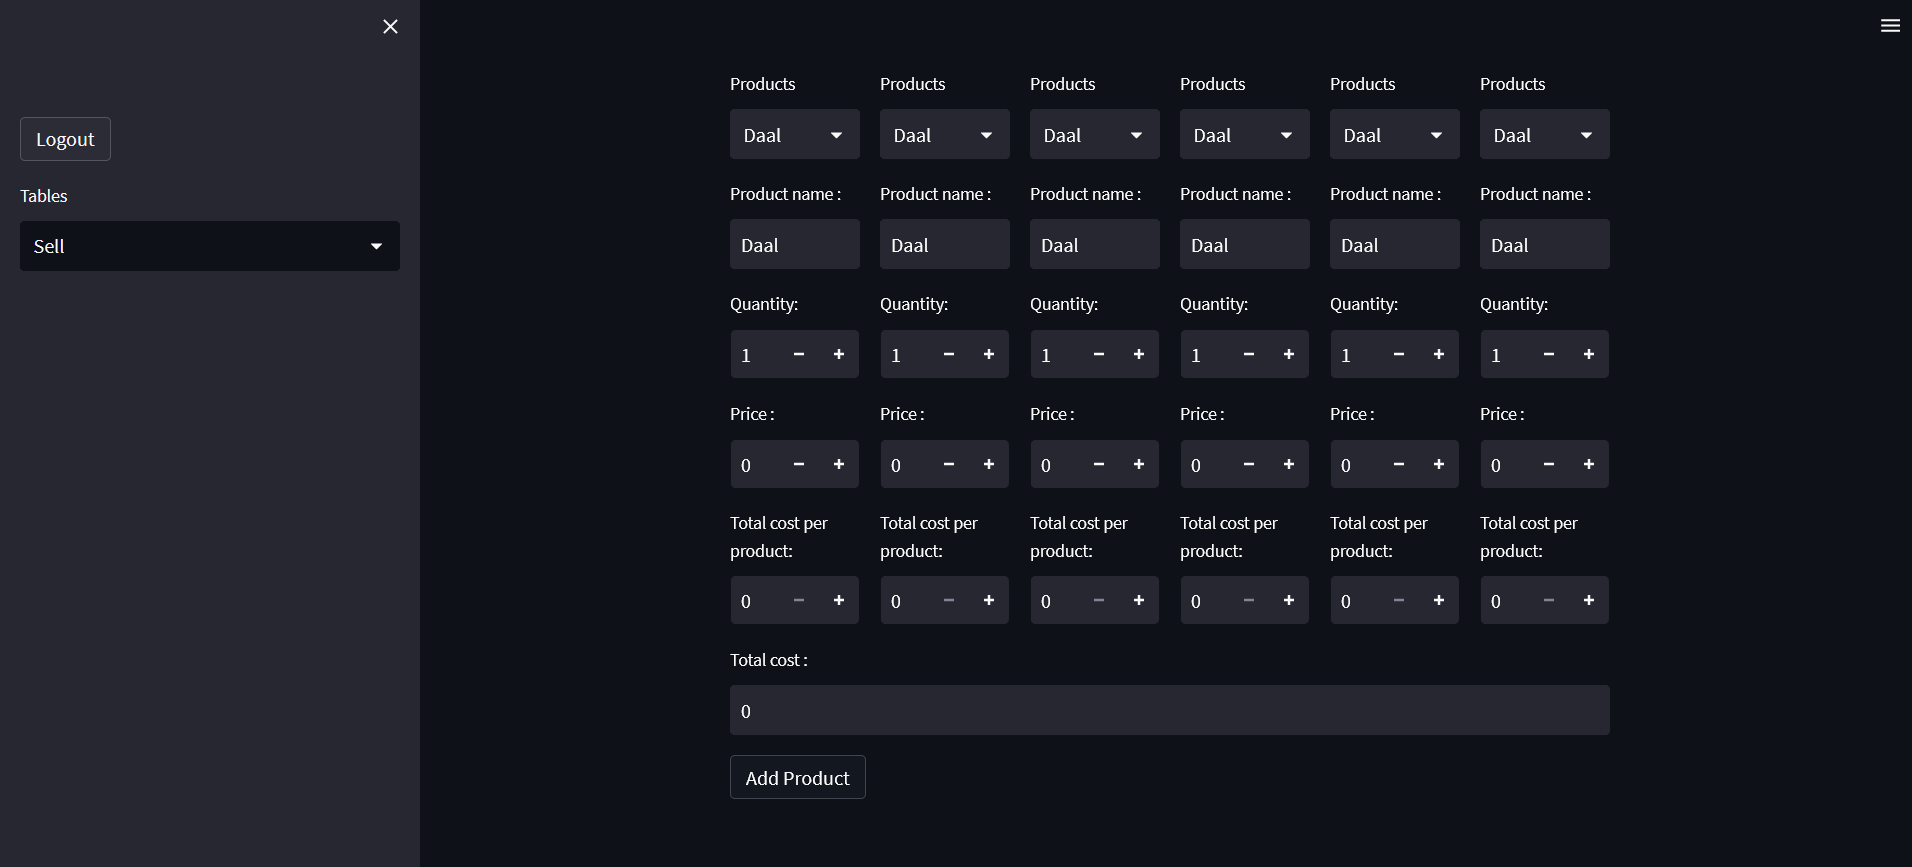 Logout
Tables
Sell
Products Products Products Products Products Products
Daal Daal Daal Daal Daal Daal
Product name : Product name : Product name : Product name : Product name : Product name :
Daal Daal Daal Daal Daal Daal
Quantity: Quantity: Quantity: Quantity: Quantity: Quantity:
1 1 1 1 1 1
Price : Price : Price : Price : Price : Price :
0 0 0 0 0 0
Total cost per Total cost per Total cost per Total cost per Total cost per Total cost per
product: product: product: product: product: product:
0 0 0 0 0 0
Total cost :
0
Add Product